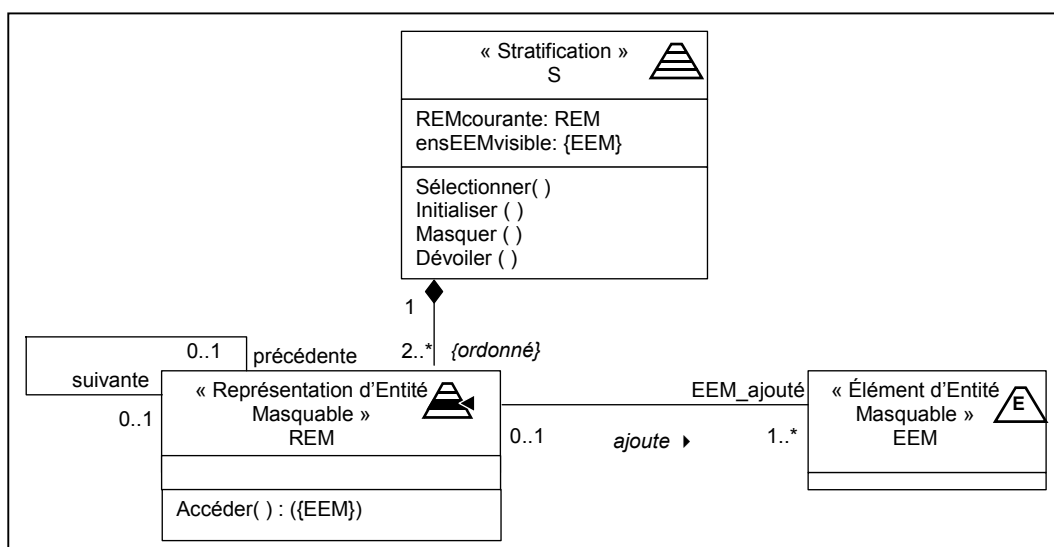 « Stratification »
S
REMcourante: REM
ensEEMvisible: {EEM}
Sélectionner( )
Initialiser ( )
Masquer ( )
Dévoiler ( )
1
2..* {ordonné}
0..1 précédente
suivante
0..1
« Représentation d'Entité
Masquable »
REM
Accéder( ) : ({EEM})
0..1
ajoute
EEM_ajouté
1..*
« Élément d'Entité
Masquable »
EEM
E